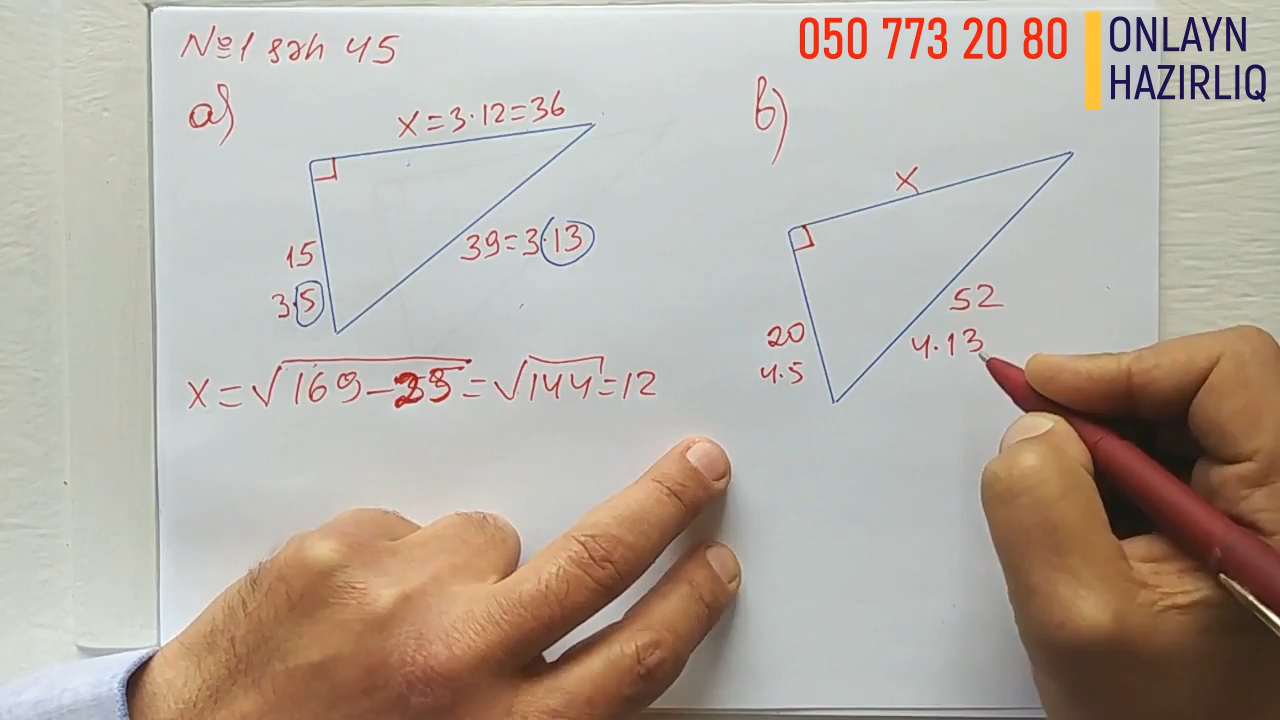 №1 səh 45
050 773 20 80
ONLAYN
HAZIRLIQ
a)
x=3·12=36
15
3·5
39=3·13
x=√169-25=√144=12
b)
x
20
4·5
52
4·13